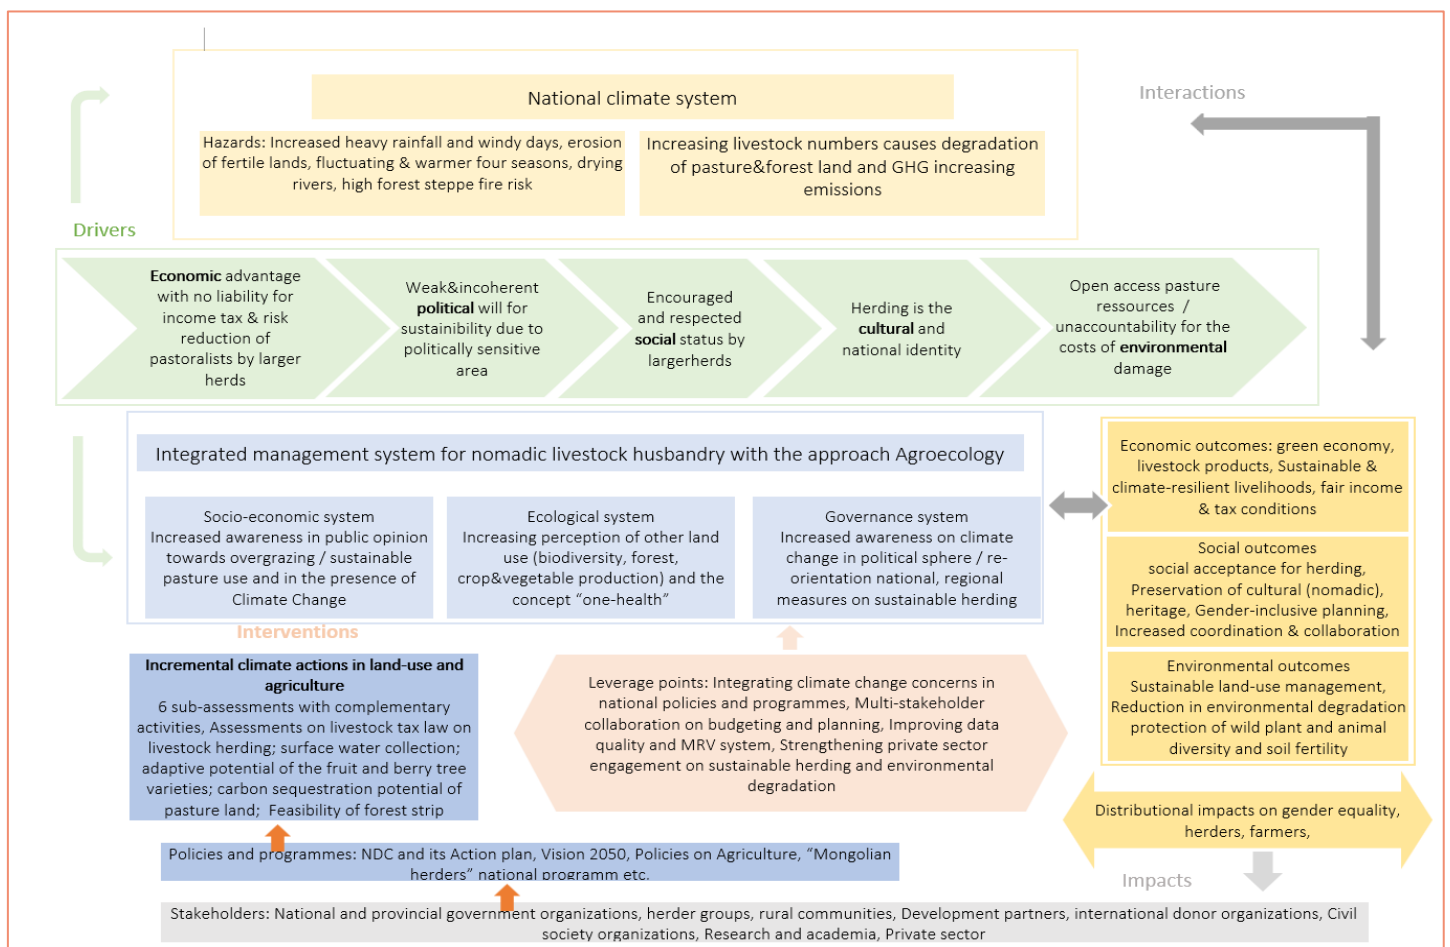 National climate system
Interactions
Hazards: Increased heavy rainfall and windy days, erosion
of fertile lands, fluctuating & warmer four seasons, drying
rivers, high forest steppe fire risk
Increasing livestock numbers causes degradation
of pasture&forest land and GHG increasing
emissions
Drivers
Economic advantage
with no liability for
income tax & risk
reduction of
pastoralists by larger
herds
Weak&incoherent
political will for
sustainibility due to
politically sensitive
area
Encouraged
and respected
social status by
largerherds
Herding is the
cultural and
national identity
Open access pasture
ressources /
unaccountability for the
costs of environmental
damage
Integrated management system for nomadic livestock husbandry with the approach Agroecology
Socio-economic system
Increased awareness in public opinion
towards overgrazing / sustainable
pasture use and in the presence of
Climate Change
Ecological system
Increasing perception of other land
use (biodiversity, forest,
crop&vegetable production) and the
concept “one-health”
Governance system
Increased awareness on climate
change in political sphere / re-
orientation national, regional
measures on sustainable herding
Economic outcomes: green economy,
livestock products, Sustainable &
climate-resilient livelihoods, fair income
& tax conditions
Social outcomes
social acceptance for herding,
Preservation of cultural (nomadic),
heritage, Gender-inclusive planning,
Increased coordination & collaboration
Environmental outcomes
Sustainable land-use management,
Reduction in environmental degradation
protection of wild plant and animal
diversity and soil fertility
Interventions
Incremental climate actions in land-use and
agriculture
6 sub-assessments with complementary
activities, Assessments on livestock tax law on
livestock herding; surface water collection;
adaptive potential of the fruit and berry tree
varieties; carbon sequestration potential of
pasture land; Feasibility of forest strip
Leverage points: Integrating climate change concerns in
national policies and programmes, Multi-stakeholder
collaboration on budgeting and planning, Improving data
quality and MRV system, Strengthening private sector
engagement on sustainable herding and environmental
degradation
Distributional impacts on gender equality,
herders, farmers,
Policies and programmes: NDC and its Action plan, Vision 2050, Policies on Agriculture, “Mongolian
herders” national programm etc.
Impacts
Stakeholders: National and provincial government organizations, herder groups, rural communities, Development partners, international donor organizations, Civil
society organizations, Research and academia, Private sector